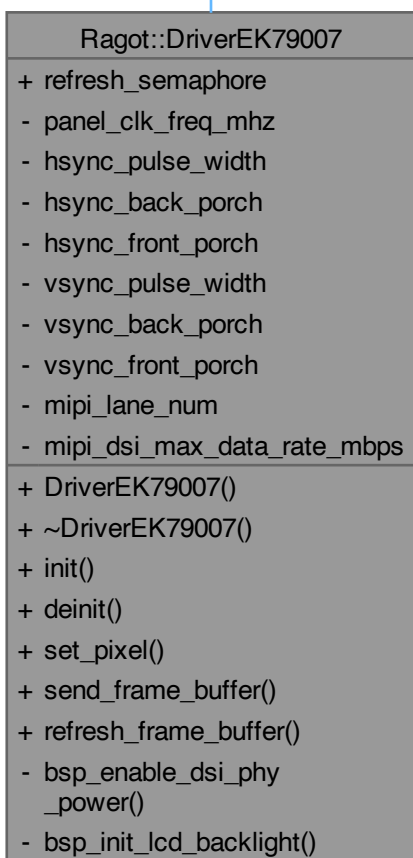 Ragot::DriverEK79007
+ refresh_semaphore
- panel_clk_freq_mhz
- hsync_pulse_width
- hsync_back_porch
- hsync_front_porch
- vsync_pulse_width
- vsync_back_porch
- vsync_front_porch
- mipi_lane_num
- mipi_dsi_max_data_rate_mbps
+ DriverEK79007()
+ ~DriverEK79007()
+ init()
+ deinit()
+ set_pixel()
+ send_frame_buffer()
+ refresh_frame_buffer()
- bsp_enable_dsi_phy
_power()
- bsp_init_lcd_backlight()